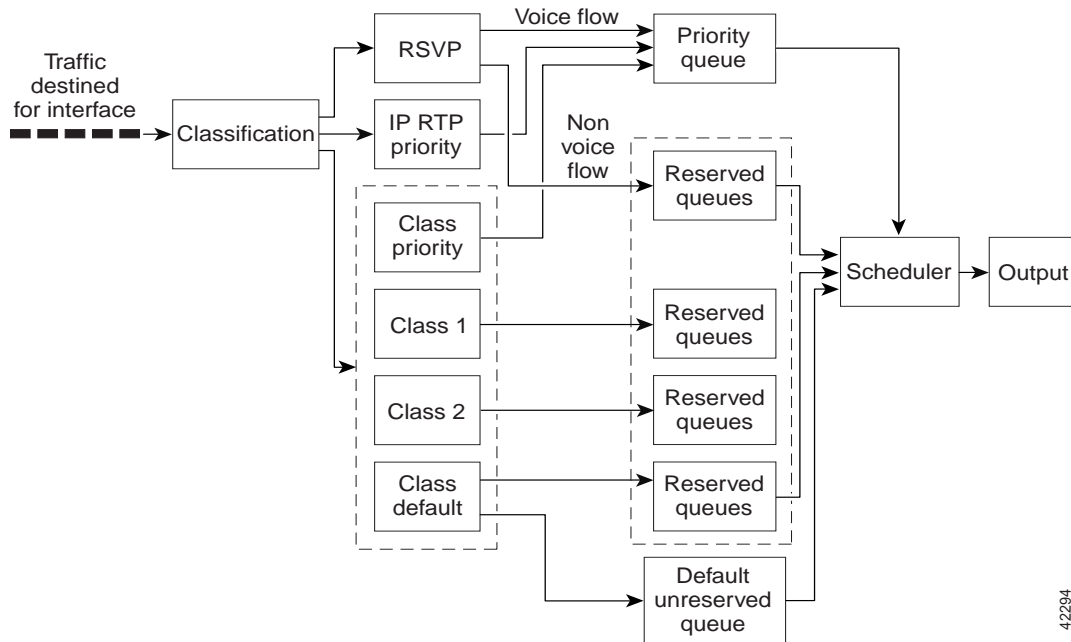 Traffic
destined
for interface
Classification
RSVP
IP RTP
priority
Class
priority
Class 1
Class 2
Class
default
Voice flow
Non
voice
flow
Priority
queue
Reserved
queues
Reserved
queues
Reserved
queues
Reserved
queues
Default
unreserved
queue
Scheduler
Output
42294